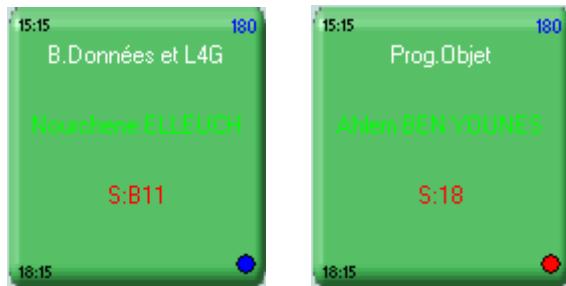 15:15 180
B.Données et L4G
Nourchene ELLEUCH
S:B11
18:15
15:15 180
Prog.Objet
Ahlem BEN YOUNES
S:18
18:15